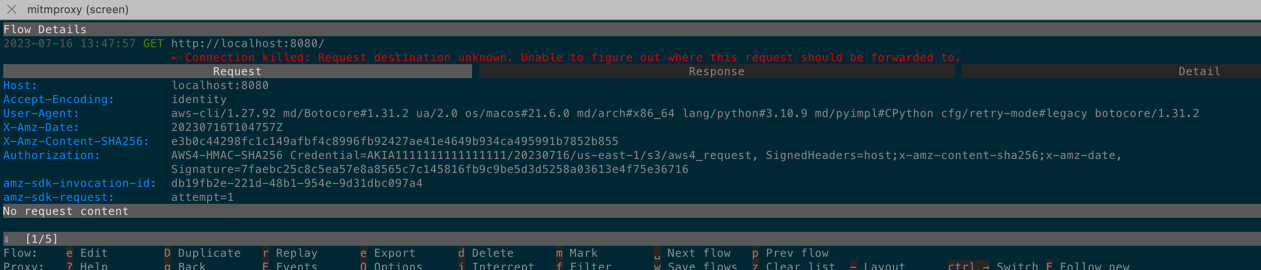 mitmproxy (screen)
Flow Details
2023-07-16 13:47:57 GET http://localhost:8080/
← Connection killed: Request destination unknown. Unable to figure out where this request should be forwarded to.
Request Response Detail
Host: localhost:8080
Accept-Encoding: identity
User-Agent: aws-cli/1.27.92 md/Botocore#1.31.2 ua/2.0 os/macos#21.6.0 md/arch#x86_64 lang/python#3.10.9 md/pyimpl#CPython cfg/retry-mode#legacy botocore/1.31.2
X-Amz-Date: 20230716T104757Z
X-Amz-Content-SHA256: e3b0c44298fc1c149afbf4c8996fb92427ae41e4649b934ca495991b7852b855
Authorization: AWS4-HMAC-SHA256 Credential=AKIA1111111111111111/20230716/us-east-1/s3/aws4_request, SignedHeaders=host;x-amz-content-sha256;x-amz-date,
Signature=7faebc25c8c5ea57e8a8565c7c145816fb9c9be5d3d5258a03613e4f75e36716
amz-sdk-invocation-id: db19fb2e-221d-48b1-954e-9d31dbc097a4
amz-sdk-request: attempt=1
No request content
⇩ [1/5]
Flow: e Edit D Duplicate r Replay e Export d Delete m Mark ␣ Next flow p Prev flow
Proxy: ? Help q Back E Events O Options i Intercept f Filter w Save flows z Clear list - Layout ctrl → Switch F Follow new